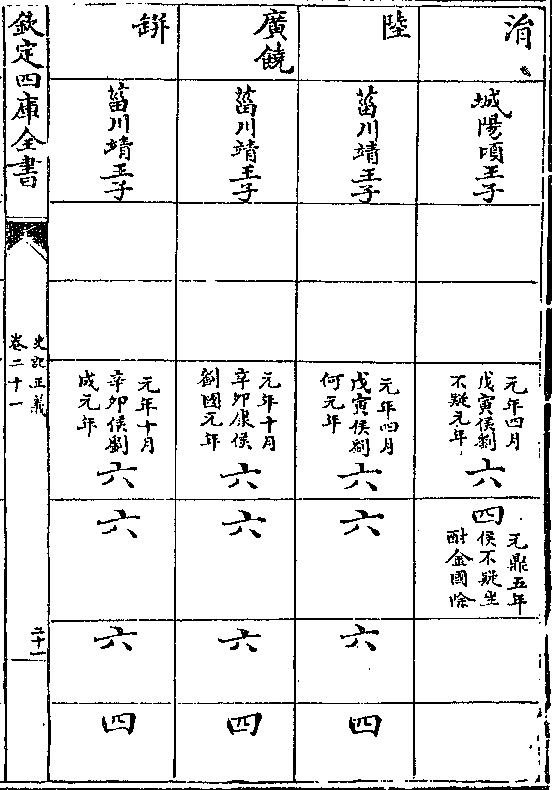 淯
城陽頃王子
元年四月
戊寅侯劉
不疑元年
六
四
元鼎五年
侯不疑坐
酎金國除
陸
菑川靖王子
元年四月
戊寅侯劉
何元年
六
六
六
四
廣饒
菑川靖王子
元年十月
辛卯康侯
劉國元年
六
六
六
四
缾
菑川靖王子
元年十月
辛卯侯劉
成元年
六
六
六
四
欽定四庫全書
史記正義
卷二十一
二十一